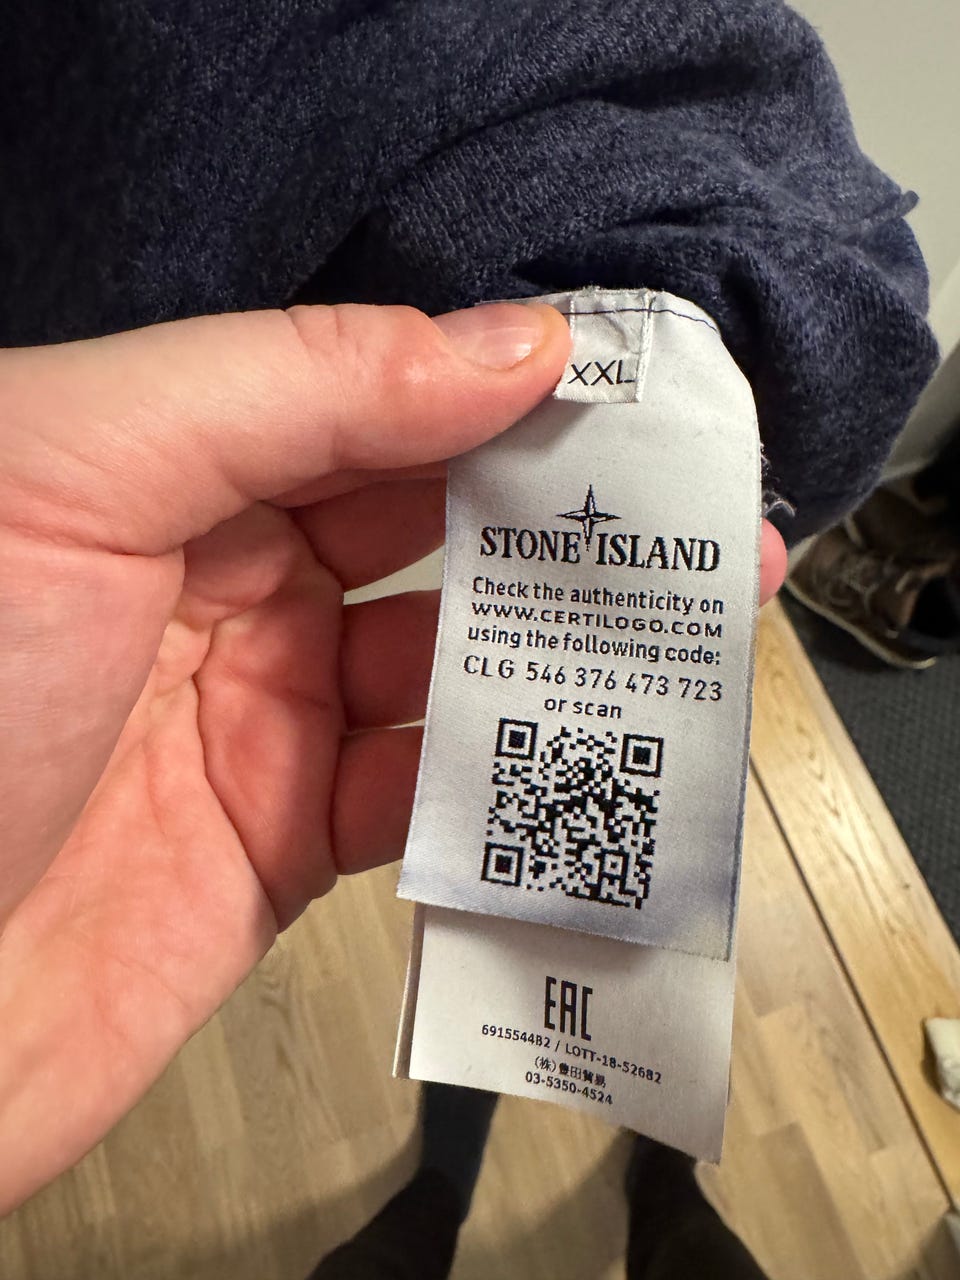 XXL
STONE ISLAND
Check the authenticity on
WWW.CERTILOGO.COM
using the following code:
CLG 546 376 473 723
or scan
EAC
6915544B2 / LOTT-18-52682
(株)豊田貿易
03-5350-4524